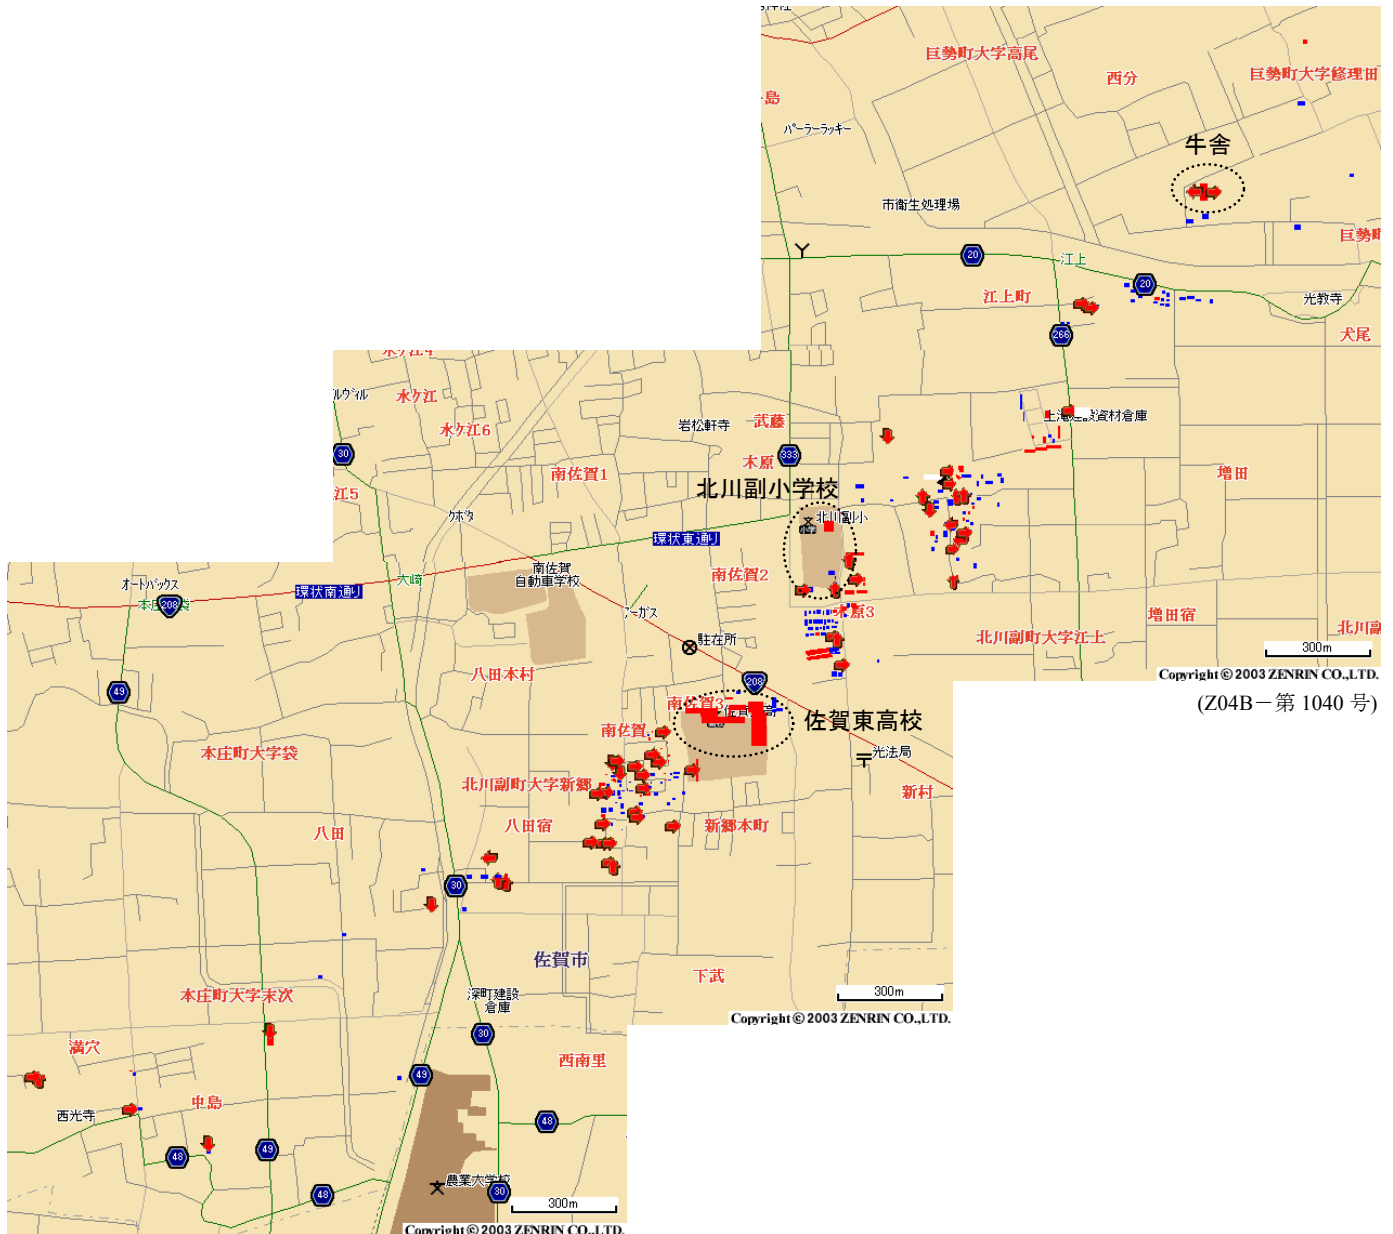 巨勢町大字高尾
西分
巨勢町大字修理田
島
パーラーラッキー
牛舎
市衛生処理場
巨勢町
20
江上
江上町
20
光教寺
266
犬尾
水ケ江
岩松軒寺
武藤
水ケ江6
30
333
木原
南佐賀1
増田
江5
北川副小学校
クボタ
北川副小
環状東通り
南佐賀
自動車学校
大崎
南佐賀2
オートバックス
環状南通り
208
木原3
増田宿
北川副町大字江上
北川副
駐在所
300m
八田本村
Copyright © 2003 ZENRIN CO.,LTD.
208
49
(Z04B－第 1040 号)
南佐賀3
佐賀東高校
南佐賀
本庄町大字袋
光法局
北川副町大字新郷
新村
八田
八田宿
新郷本町
30
佐賀市
下武
本庄町大字末次
深町建設
倉庫
300m
Copyright © 2003 ZENRIN CO.,LTD.
30
満穴
西南里
49
中島
西光寺
48
49
48
農業大学校
48
30
300m
Copyright © 2003 ZENRIN CO.,LTD.